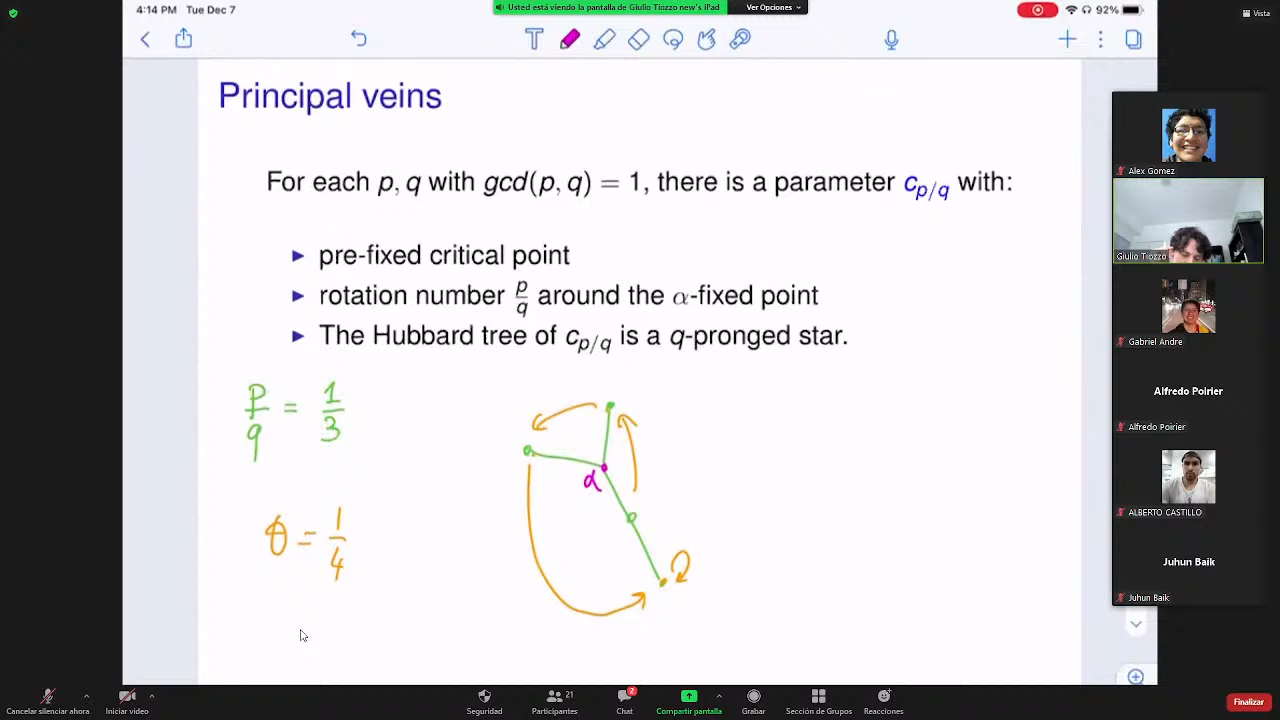 4:14 PM Tue Dec 7
Usted está viendo la pantalla de Giulio Tiozzo new's iPad
Ver Opciones
92%
Vista
Principal veins
For each p, q with gcd(p, q) = 1, there is a parameter c_{p/q} with:
▶ pre-fixed critical point
▶ rotation number p/q around the α-fixed point
▶ The Hubbard tree of c_{p/q} is a q-pronged star.
p/q = 1/3
α
θ = 1/4
Alex Gomez
Giulio Tiozzo
Gabriel Andre
Alfredo Poirier
Alfredo Poirier
ALBERTO CASTILLO
Juhun Baik
Juhun Baik
Cancelar silenciar ahora
Iniciar video
Seguridad
Participantes
21
Chat
2
Compartir pantalla
Grabar
Sección de Grupos
Reacciones
Finalizar